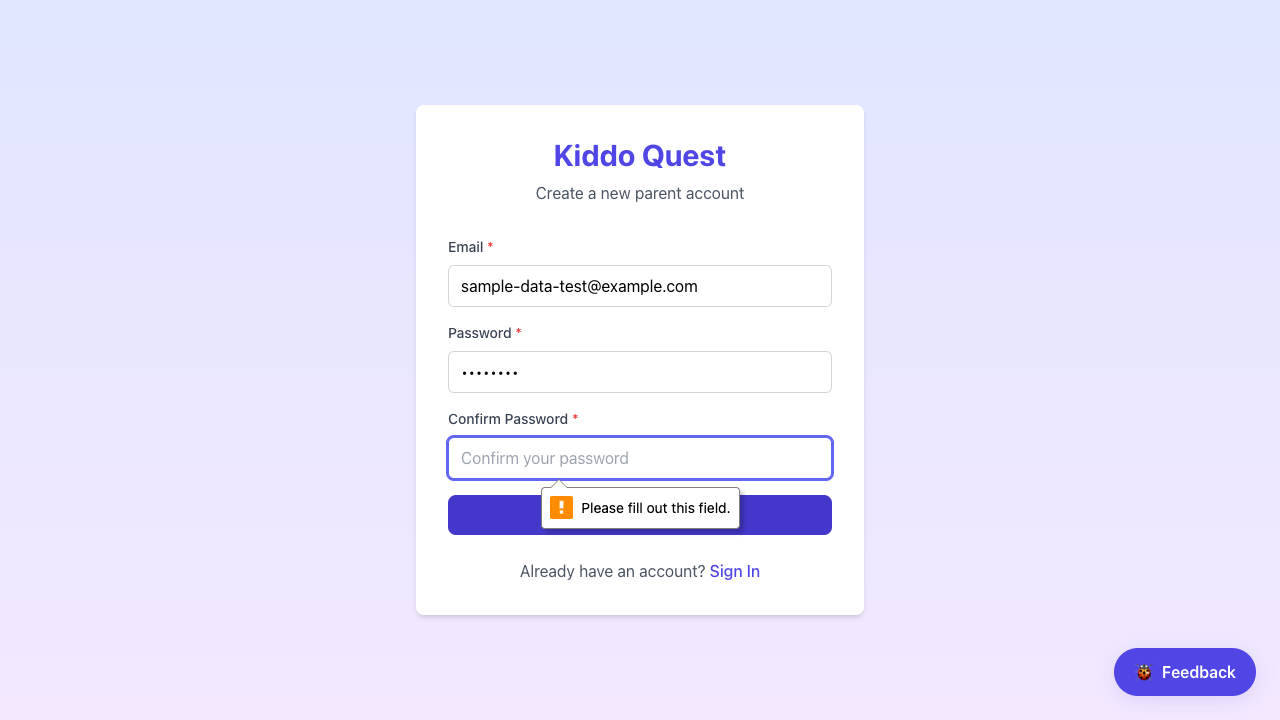 Kiddo Quest
Create a new parent account
Email *
sample-data-test@example.com
Password *
••••••••
Confirm Password *
Confirm your password
Please fill out this field.
Already have an account? Sign In
Feedback